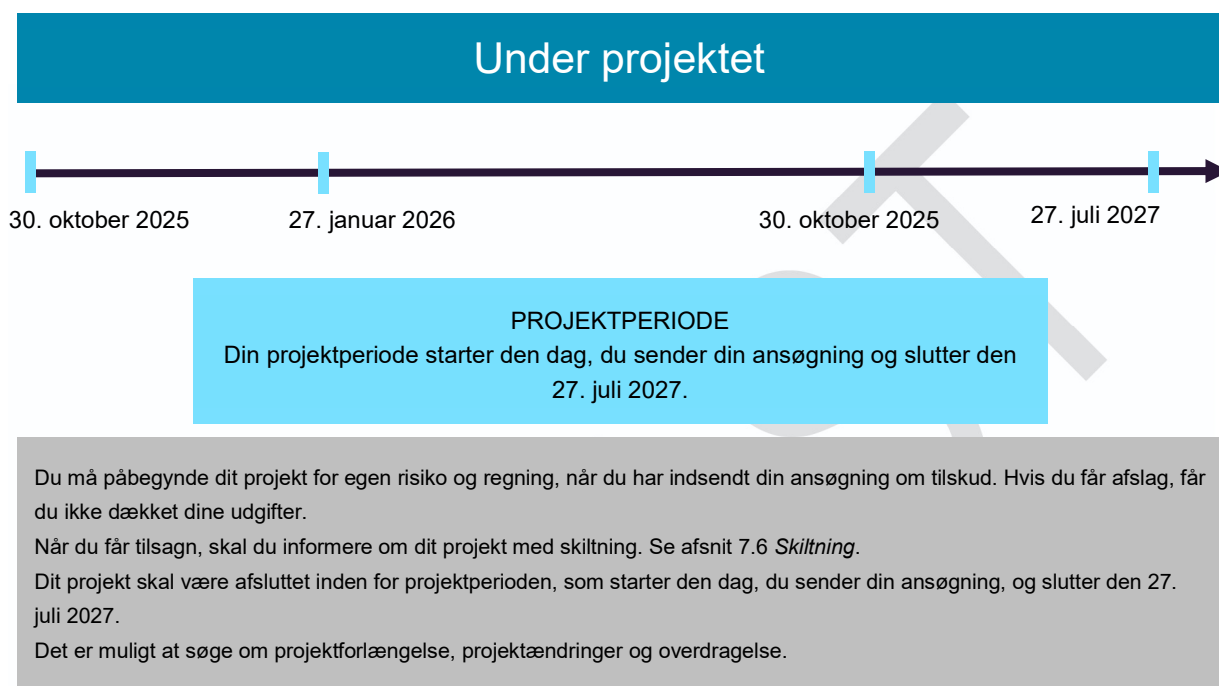 Under projektet
30. oktober 2025
27. januar 2026
30. oktober 2025
27. juli 2027
PROJEKTPERIODE
Din projektperiode starter den dag, du sender din ansøgning og slutter den
27. juli 2027.
Du må påbegynde dit projekt for egen risiko og regning, når du har indsendt din ansøgning om tilskud. Hvis du får afslag, får
du ikke dækket dine udgifter.
Når du får tilsagn, skal du informere om dit projekt med skiltning. Se afsnit 7.6 Skiltning.
Dit projekt skal være afsluttet inden for projektperioden, som starter den dag, du sender din ansøgning, og slutter den 27.
juli 2027.
Det er muligt at søge om projektforlængelse, projektændringer og overdragelse.